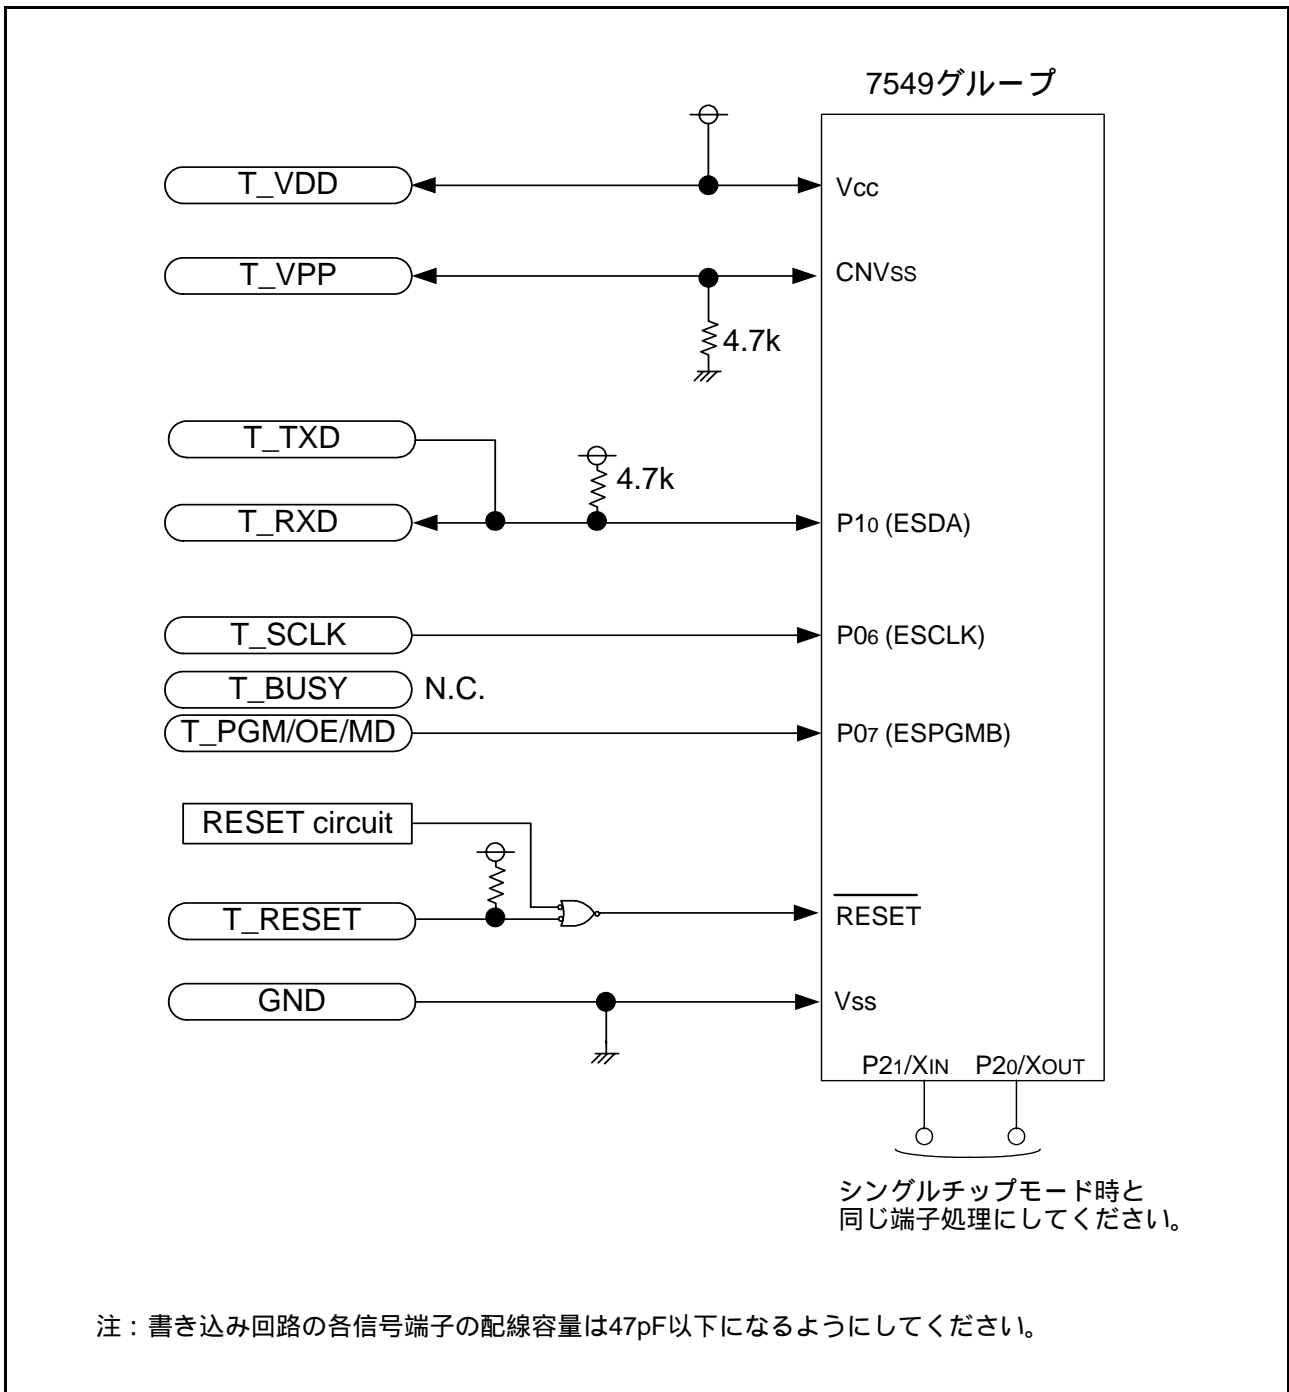 7549グループ
T_VDD
Vcc
T_VPP
CNVss
4.7k
T_TXD
4.7k
T_RXD
P10 (ESDA)
T_SCLK
P06 (ESCLK)
T_BUSY N.C.
T_PGM/OE/MD
P07 (ESPGMB)
RESET circuit
T_RESET
RESET
GND
Vss
P21/XIN P20/XOUT
シングルチップモード時と
同じ端子処理にしてください。
注：書き込み回路の各信号端子の配線容量は47pF以下になるようにしてください。